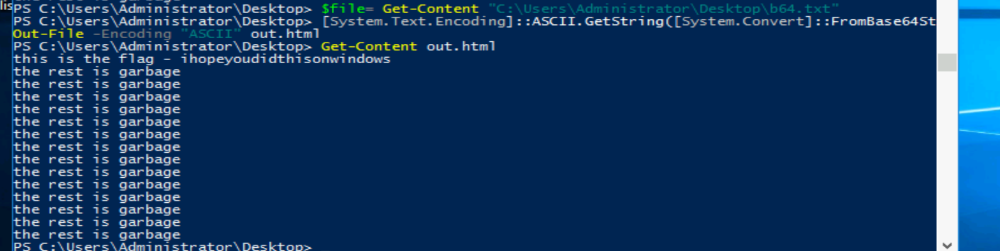 lis
PS C:\Users\Administrator\Desktop> $file= Get-Content "C:\Users\Administrator\Desktop\b64.txt"
PS C:\Users\Administrator\Desktop> [System.Text.Encoding]::ASCII.GetString([System.Convert]::FromBase64St
Out-File -Encoding "ASCII" out.html
PS C:\Users\Administrator\Desktop> Get-Content out.html
this is the flag - ihopeyoudidthisonwindows
the rest is garbage
the rest is garbage
the rest is garbage
the rest is garbage
the rest is garbage
the rest is garbage
the rest is garbage
the rest is garbage
the rest is garbage
the rest is garbage
the rest is garbage
the rest is garbage
the rest is garbage
the rest is garbage
PS C:\Users\Administrator\Desktop>